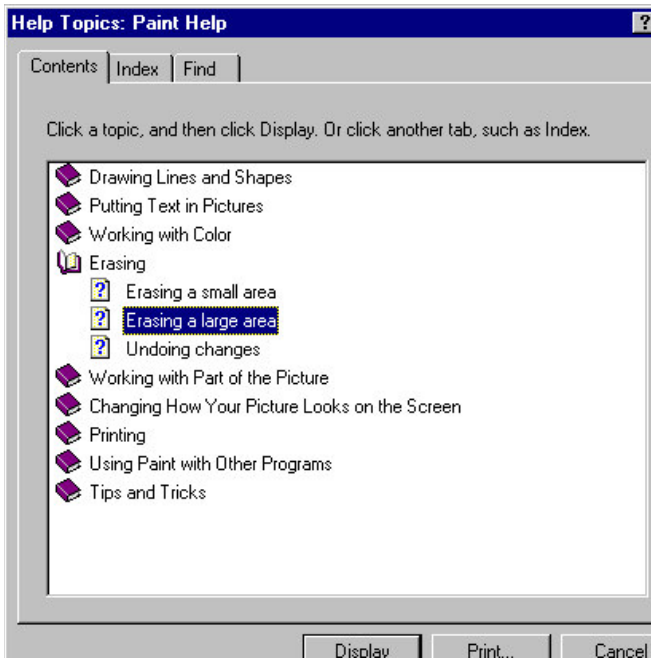 Help Topics: Paint Help ?
Contents Index Find
Click a topic, and then click Display. Or click another tab, such as Index.
Drawing Lines and Shapes
Putting Text in Pictures
Working with Color
Erasing
? Erasing a small area
? Erasing a large area
? Undoing changes
Working with Part of the Picture
Changing How Your Picture Looks on the Screen
Printing
Using Paint with Other Programs
Tips and Tricks
Display Print... Cancel